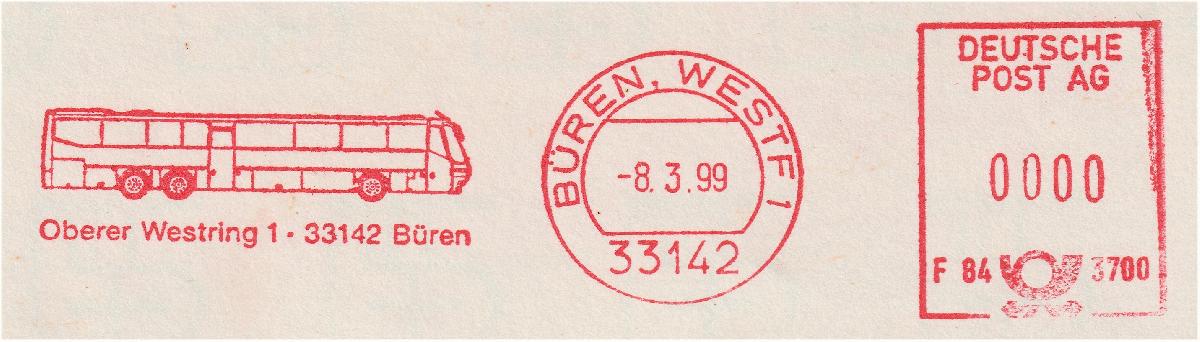 Oberer Westring 1 · 33142 Büren
BÜREN, WESTF 1
-8. 3. 99
33142
DEUTSCHE
POST AG
0000
F 84 3700